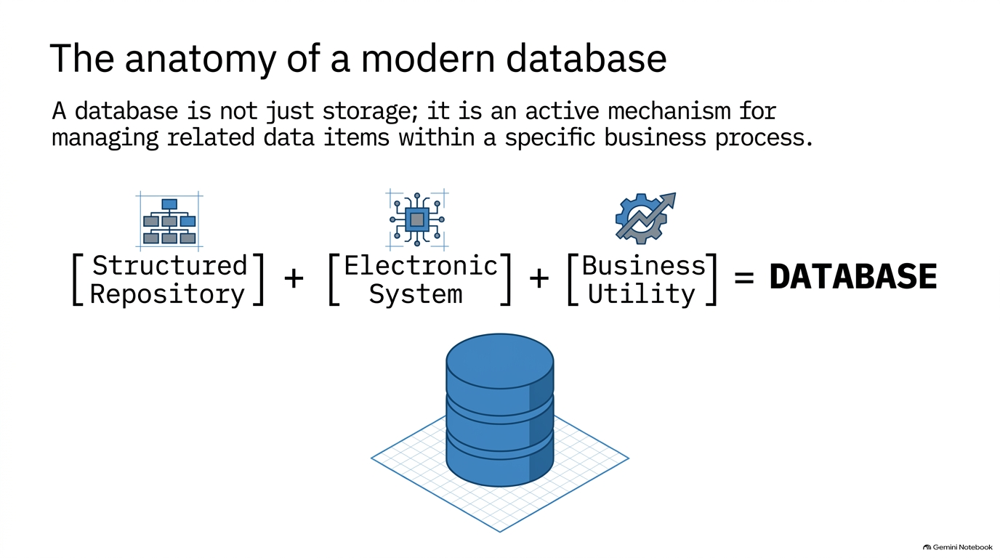 The anatomy of a modern database
A database is not just storage; it is an active mechanism for
managing related data items within a specific business process.
[Structured Repository] + [Electronic System] + [Business Utility] = DATABASE
Gemini Notebook